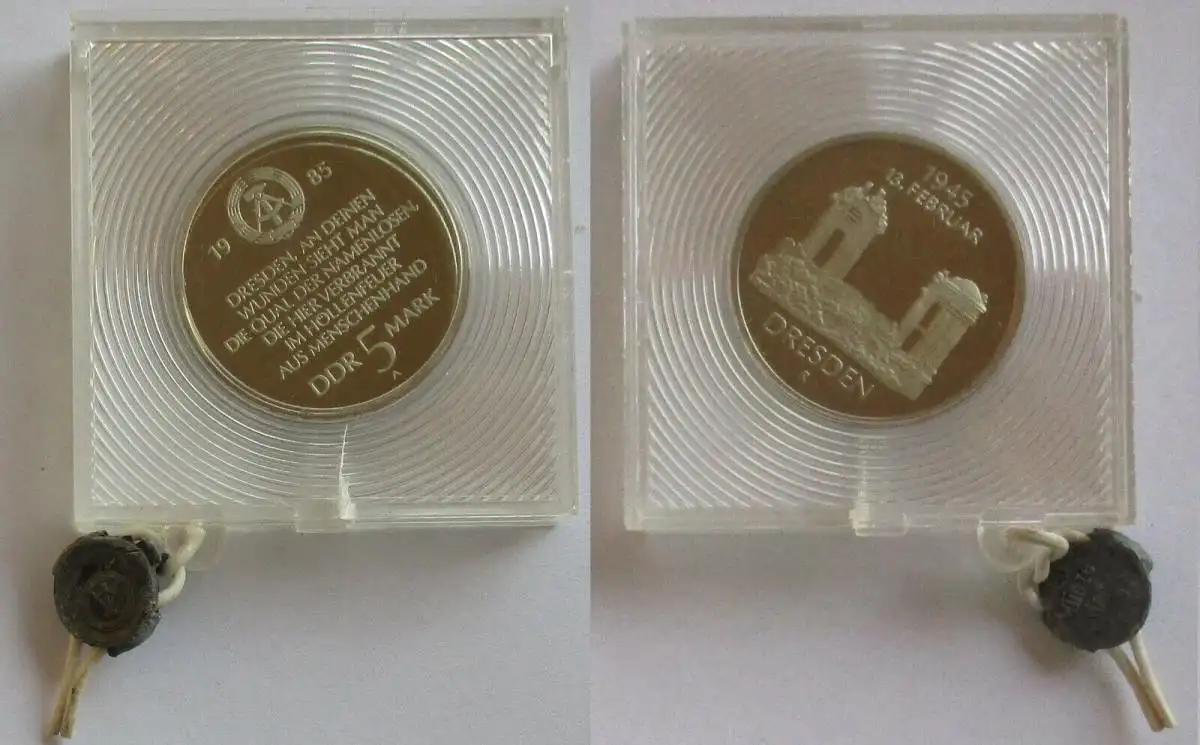 19 85
DRESDEN, AN DEINEN
WUNDEN SIEHT MAN
DIE QUAL DER NAMENLOSEN,
DIE HIER VERBRANNT
IM HÖLLENFEUER
AUS MENSCHENHAND
DDR 5 MARK
A
1945
13. FEBRUAR
DRESDEN
R